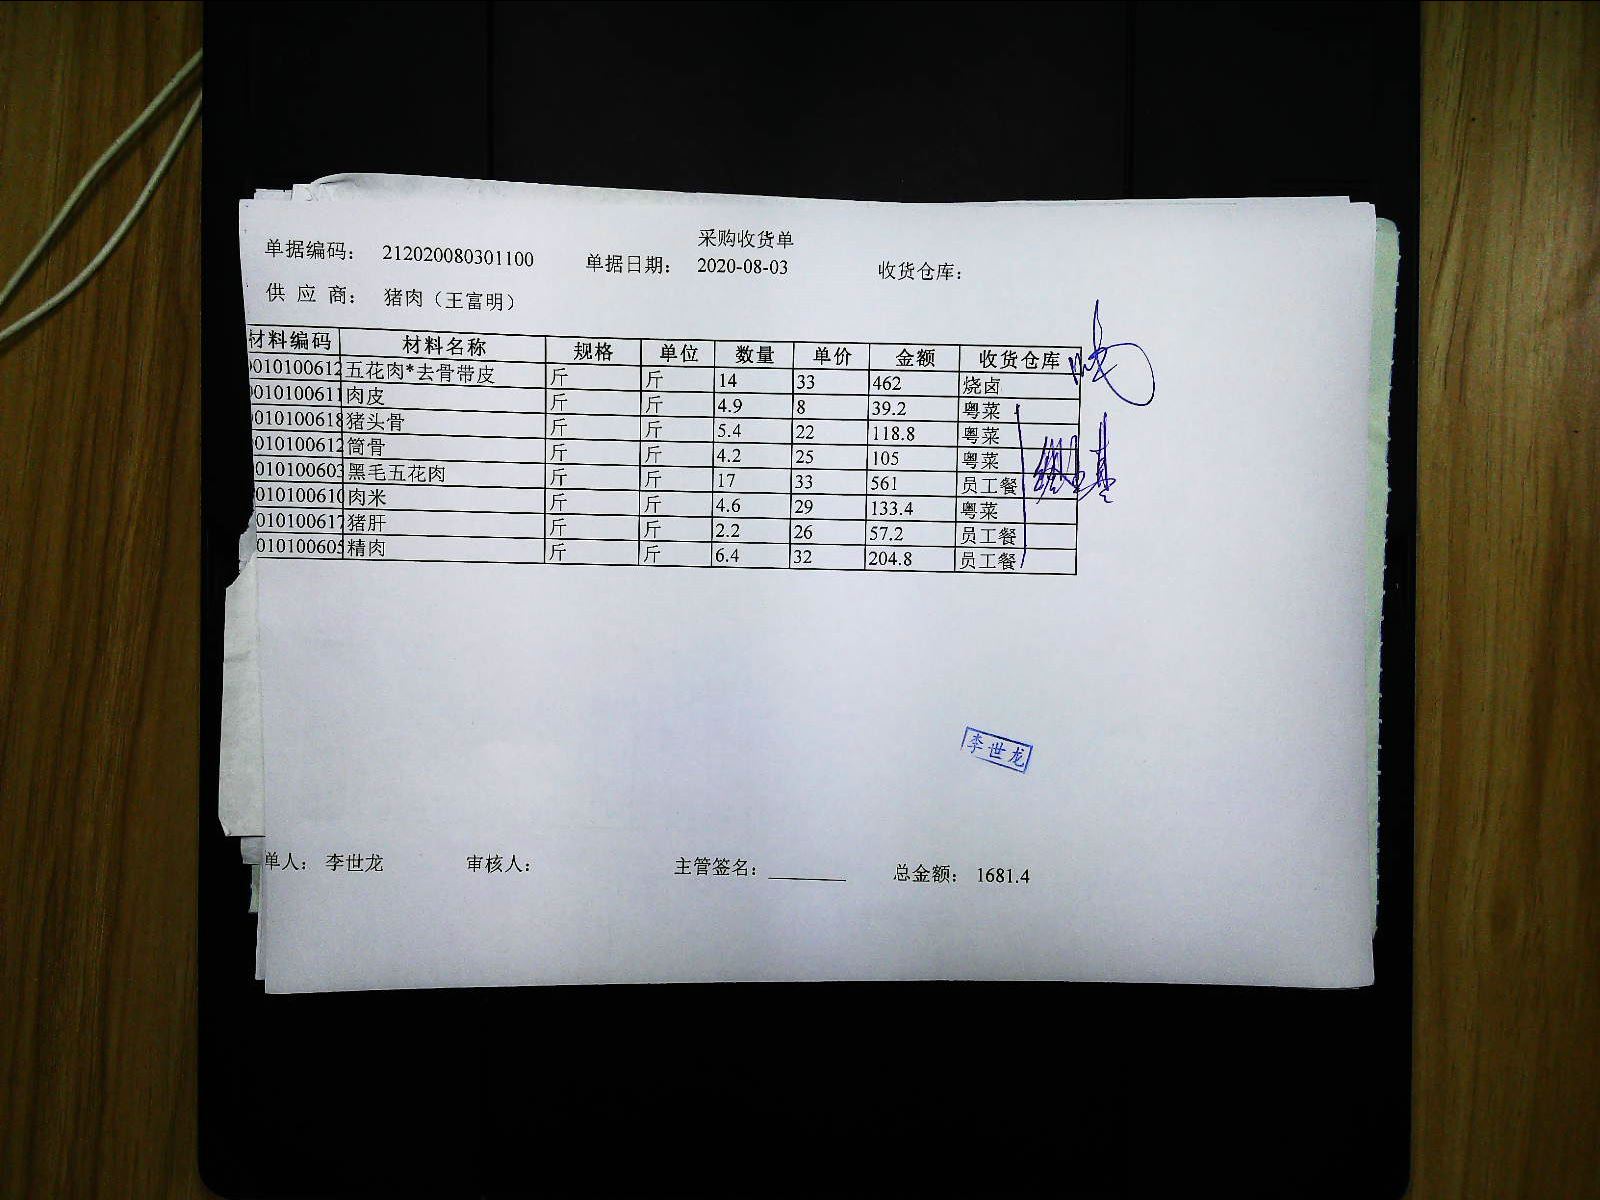 采购收货单
单据编码： 212020080301100 单据日期： 2020-08-03 收货仓库：
供 应 商： 猪肉（王富明）
材料编码 材料名称 规格 单位 数量 单价 金额 收货仓库
010100612 五花肉*去骨带皮 斤 斤 14 33 462 烧卤
010100611 肉皮 斤 斤 4.9 8 39.2 粤菜
010100618 猪头骨 斤 斤 5.4 22 118.8 粤菜
010100612 筒骨 斤 斤 4.2 25 105 粤菜
010100603 黑毛五花肉 斤 斤 17 33 561 员工餐
010100610 肉米 斤 斤 4.6 29 133.4 粤菜
010100617 猪肝 斤 斤 2.2 26 57.2 员工餐
010100605 精肉 斤 斤 6.4 32 204.8 员工餐
李世龙
单人： 李世龙 审核人： 主管签名： 总金额： 1681.4